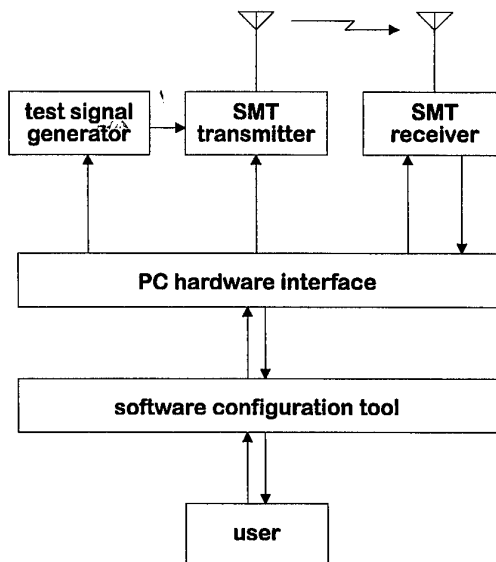 test signal
generator
SMT
transmitter
SMT
receiver
PC hardware interface
software configuration tool
user